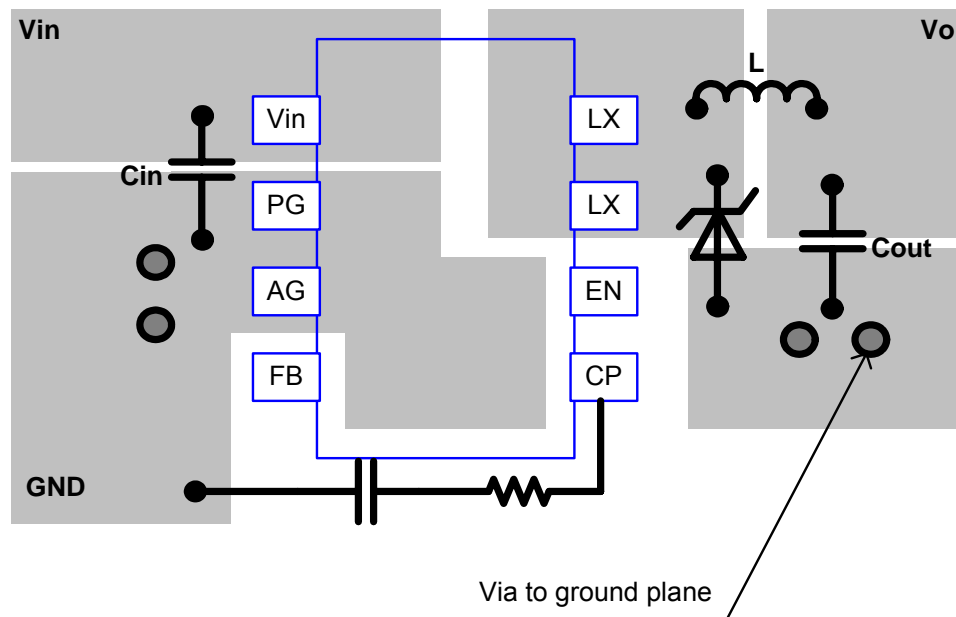 Vin
Vo
L
Vin
LX
Cin
PG
LX
Cout
AG
EN
FB
CP
GND
Via to ground plane